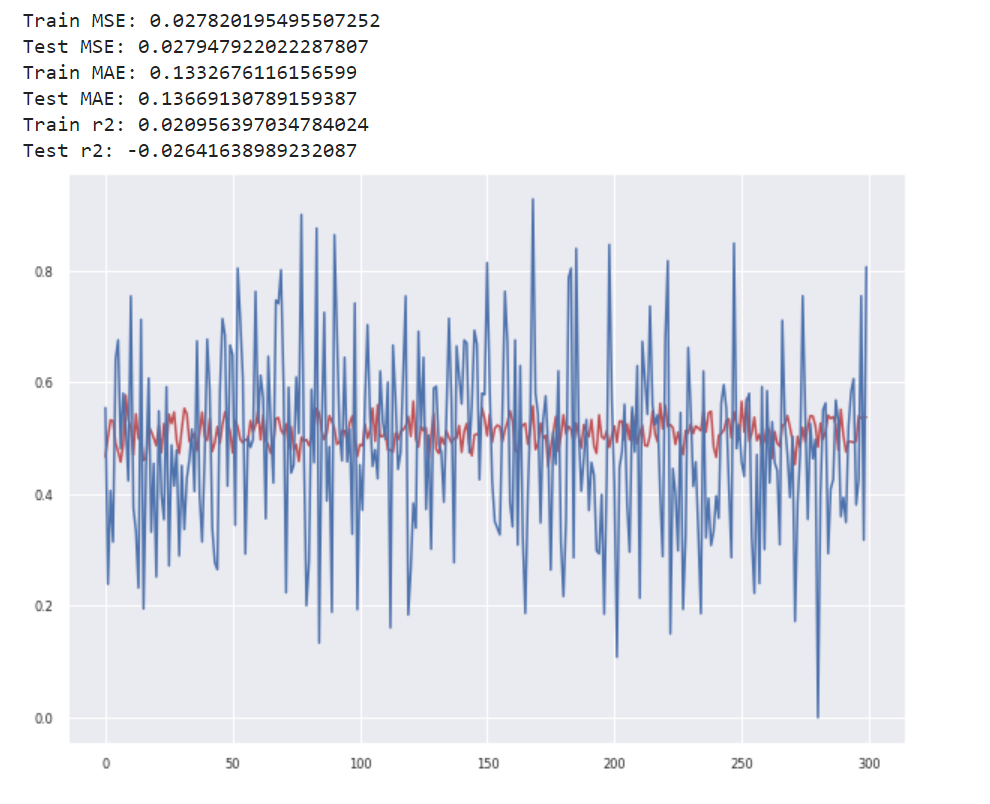 Train MSE: 0.027820195495507252
Test MSE: 0.027947922022287807
Train MAE: 0.1332676116156599
Test MAE: 0.13669130789159387
Train r2: 0.020956397034784024
Test r2: -0.02641638989232087
0.8
0.6
0.4
0.2
0.0
0 50 100 150 200 250 300